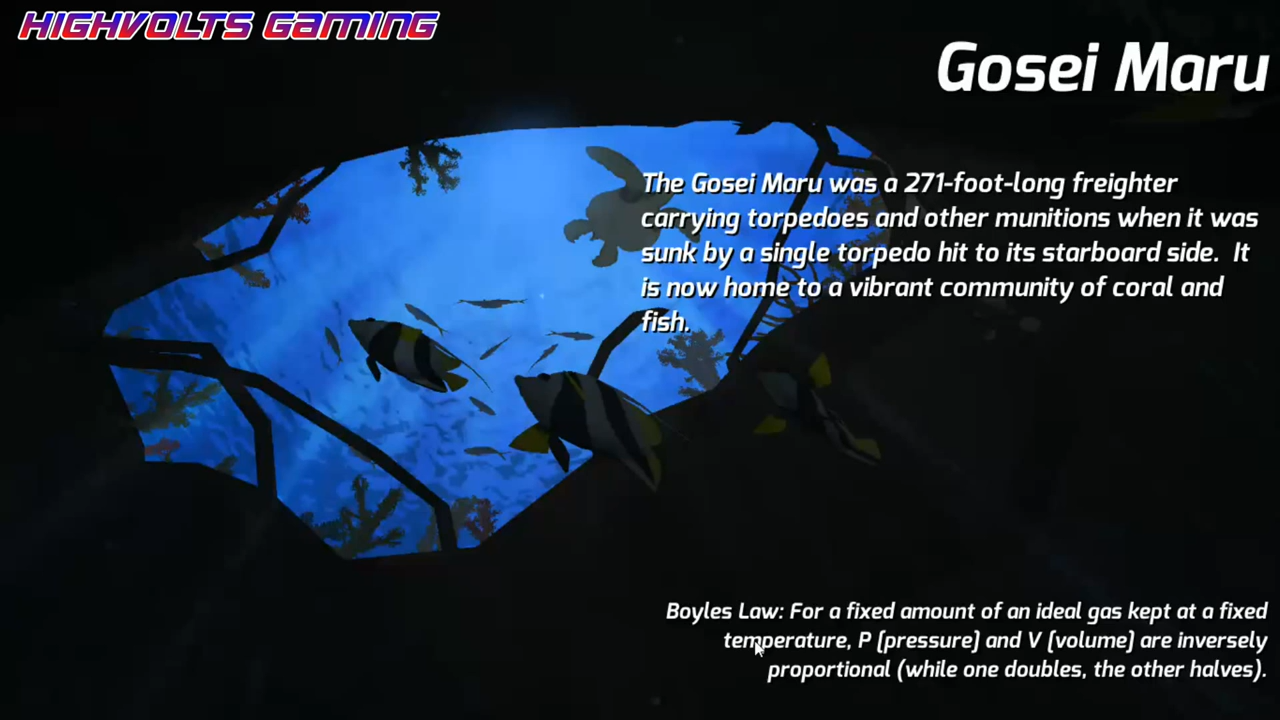 HIGHVOLTS GAMING
Gosei Maru
The Gosei Maru was a 271-foot-long freighter
carrying torpedoes and other munitions when it was
sunk by a single torpedo hit to its starboard side. It
is now home to a vibrant community of coral and
fish.
Boyles Law: For a fixed amount of an ideal gas kept at a fixed
temperature, P [pressure] and V [volume] are inversely
proportional (while one doubles, the other halves).